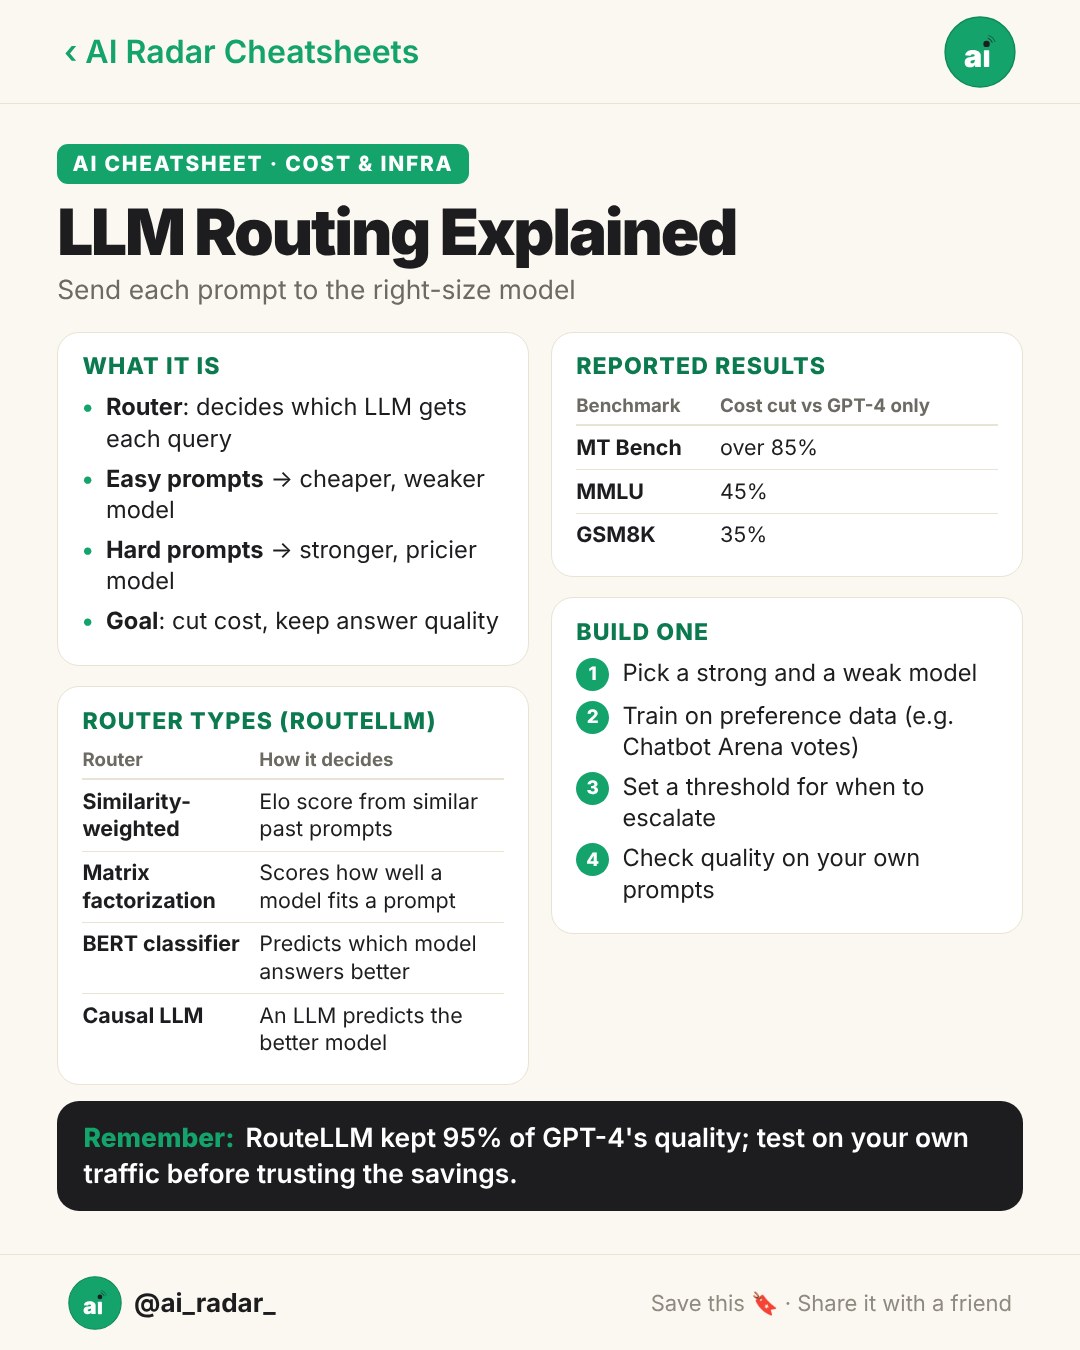 ‹ AI Radar Cheatsheets
ai
AI CHEATSHEET · COST & INFRA
LLM Routing Explained
Send each prompt to the right-size model
WHAT IT IS
• Router: decides which LLM gets
each query
• Easy prompts → cheaper, weaker
model
• Hard prompts → stronger, pricier
model
• Goal: cut cost, keep answer quality
ROUTER TYPES (ROUTELLM)
Router How it decides
Similarity- Elo score from similar
weighted past prompts
Matrix Scores how well a
factorization model fits a prompt
BERT classifier Predicts which model
answers better
Causal LLM An LLM predicts the
better model
REPORTED RESULTS
Benchmark Cost cut vs GPT-4 only
MT Bench over 85%
MMLU 45%
GSM8K 35%
BUILD ONE
1 Pick a strong and a weak model
2 Train on preference data (e.g.
Chatbot Arena votes)
3 Set a threshold for when to
escalate
4 Check quality on your own
prompts
Remember: RouteLLM kept 95% of GPT-4's quality; test on your own
traffic before trusting the savings.
ai @ai_radar_
Save this 🔖 · Share it with a friend